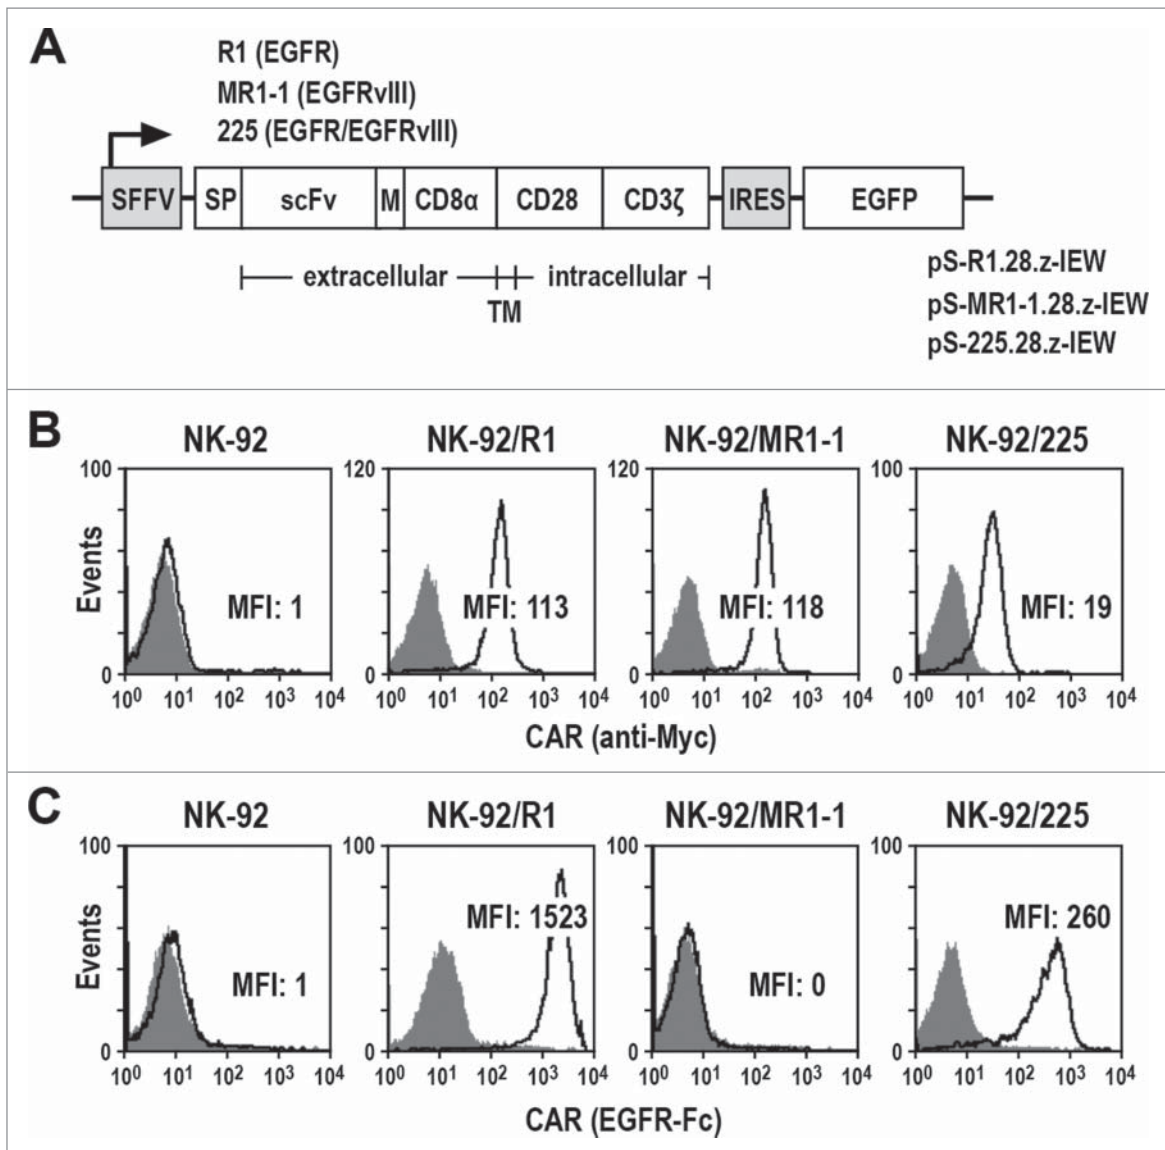 A
R1 (EGFR)
MR1-1 (EGFRvIII)
225 (EGFR/EGFRvIII)
SFFV SP scFv M CD8α CD28 CD3ζ IRES EGFP
extracellular intracellular
TM
pS-R1.28.z-IEW
pS-MR1-1.28.z-IEW
pS-225.28.z-IEW
B
NK-92 NK-92/R1 NK-92/MR1-1 NK-92/225
100 120 120 100
Events
MFI: 1 MFI: 113 MFI: 118 MFI: 19
0 0 0 0
10⁰ 10¹ 10² 10³ 10⁴ 10⁰ 10¹ 10² 10³ 10⁴ 10⁰ 10¹ 10² 10³ 10⁴ 10⁰ 10¹ 10² 10³ 10⁴
CAR (anti-Myc)
C
NK-92 NK-92/R1 NK-92/MR1-1 NK-92/225
100 100 100 100
Events
MFI: 1 MFI: 1523 MFI: 0 MFI: 260
0 0 0 0
10⁰ 10¹ 10² 10³ 10⁴ 10⁰ 10¹ 10² 10³ 10⁴ 10⁰ 10¹ 10² 10³ 10⁴ 10⁰ 10¹ 10² 10³ 10⁴
CAR (EGFR-Fc)